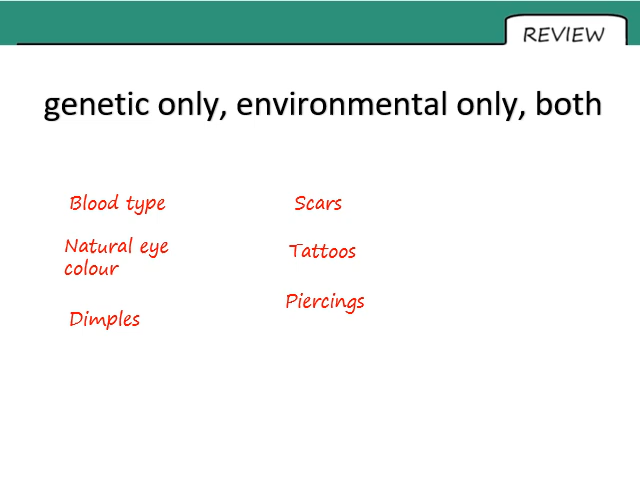 REVIEW
genetic only, environmental only, both
Blood type
Natural eye
colour
Dimples
Scars
Tattoos
Piercings